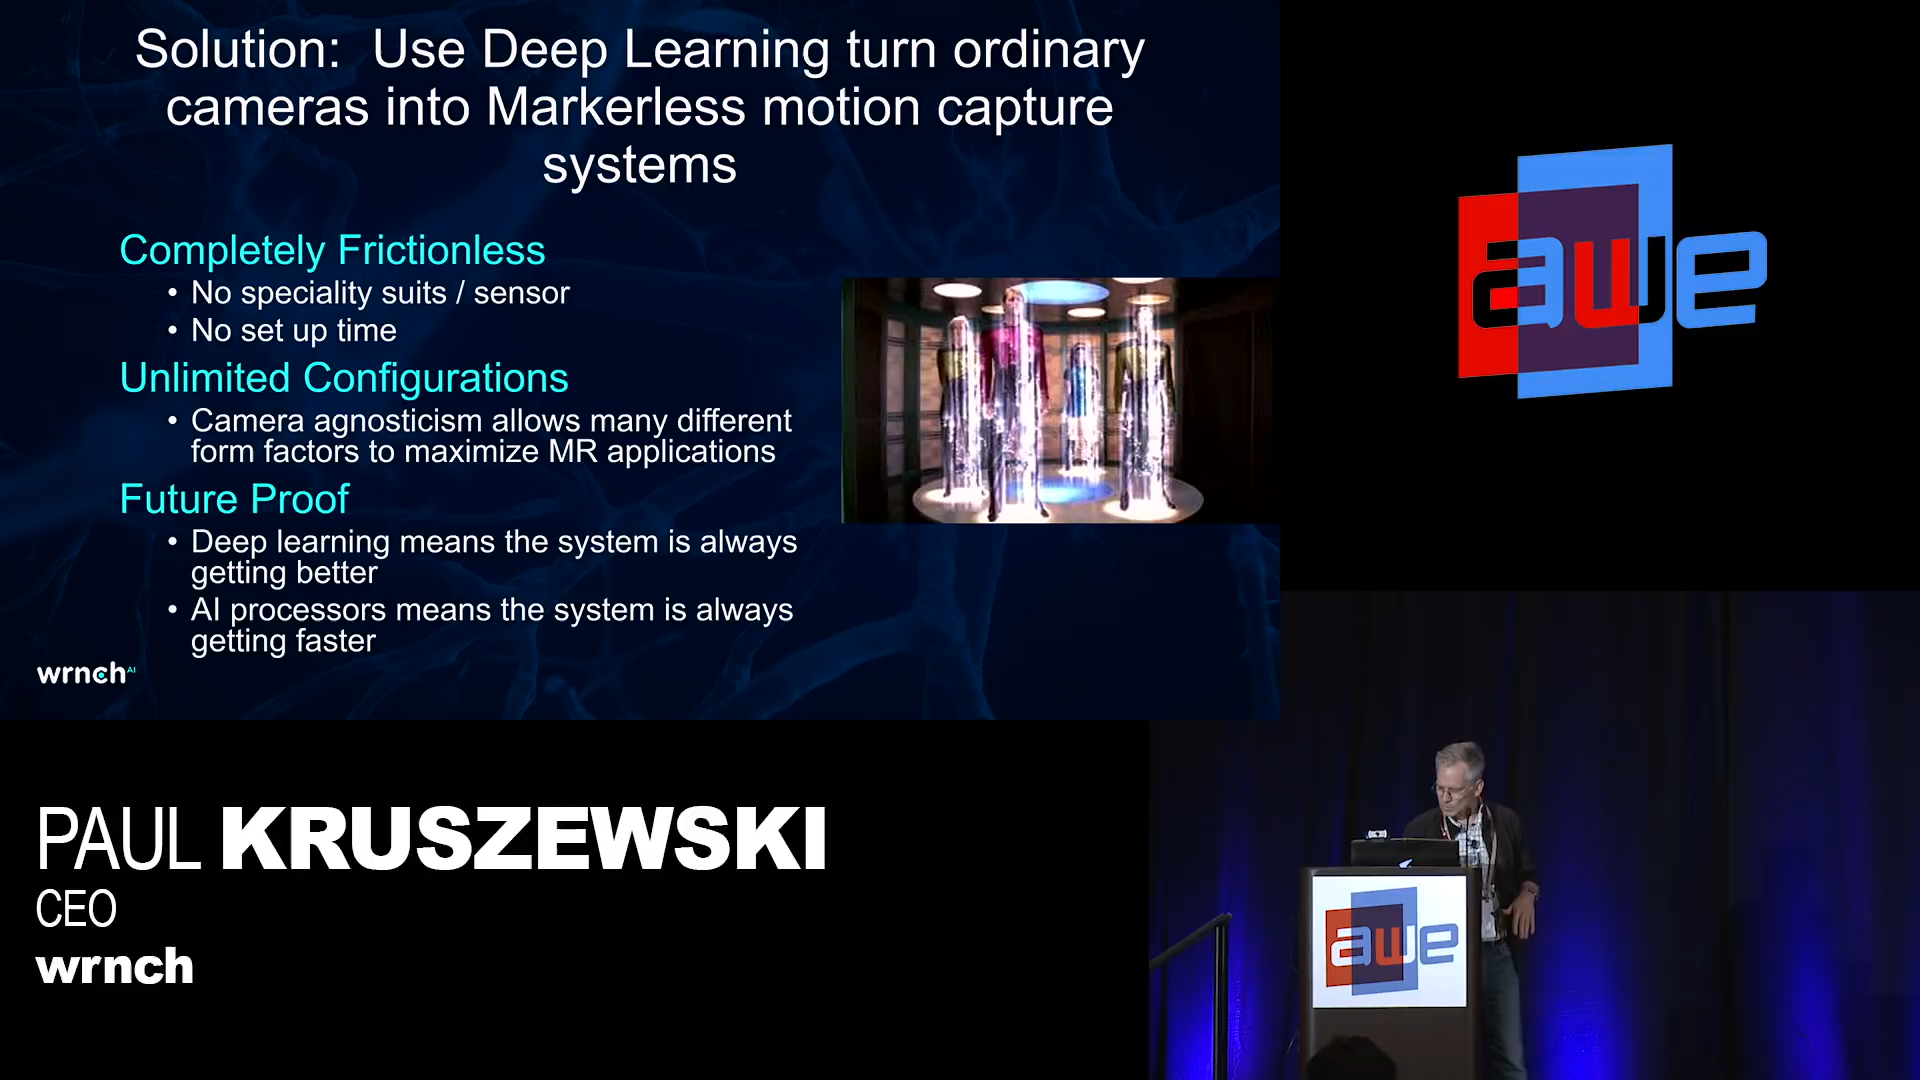 Solution:  Use Deep Learning turn ordinary
cameras into Markerless motion capture
systems
Completely Frictionless
• No speciality suits / sensor
• No set up time
Unlimited Configurations
• Camera agnosticism allows many different
form factors to maximize MR applications
Future Proof
• Deep learning means the system is always
getting better
• AI processors means the system is always
getting faster
wrnch AI
awe
PAUL KRUSZEWSKI
CEO
wrnch
awe